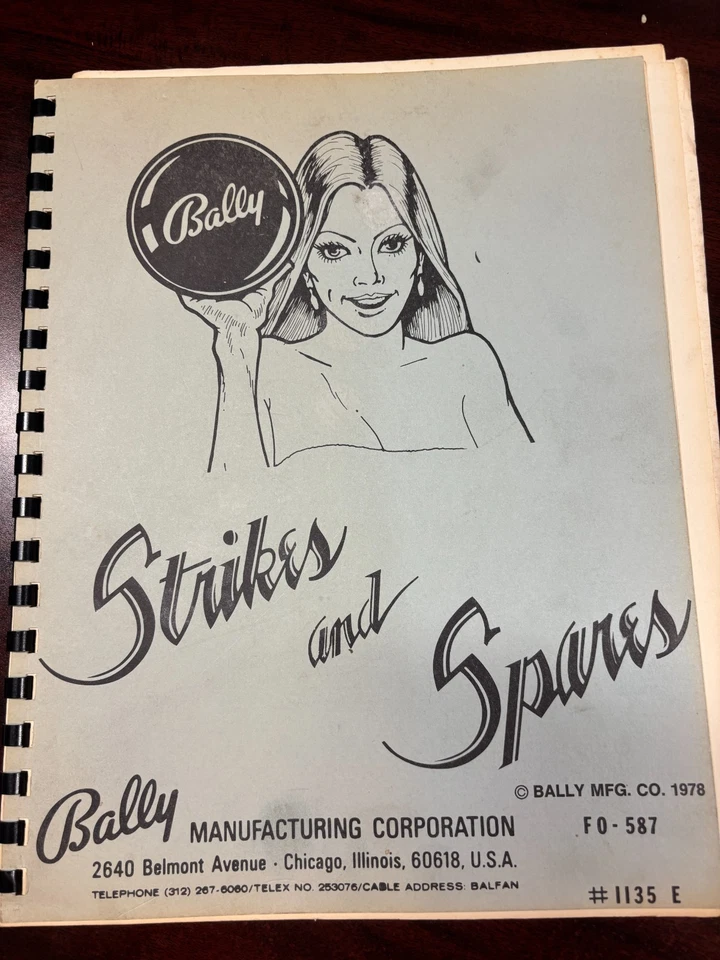 Bally
Strikes
and
Spares
© BALLY MFG. CO. 1978
Bally MANUFACTURING CORPORATION
FO-587
2640 Belmont Avenue · Chicago, Illinois, 60618, U.S.A.
TELEPHONE (312) 267-6060/TELEX NO. 253076/CABLE ADDRESS: BALFAN
#1135 E